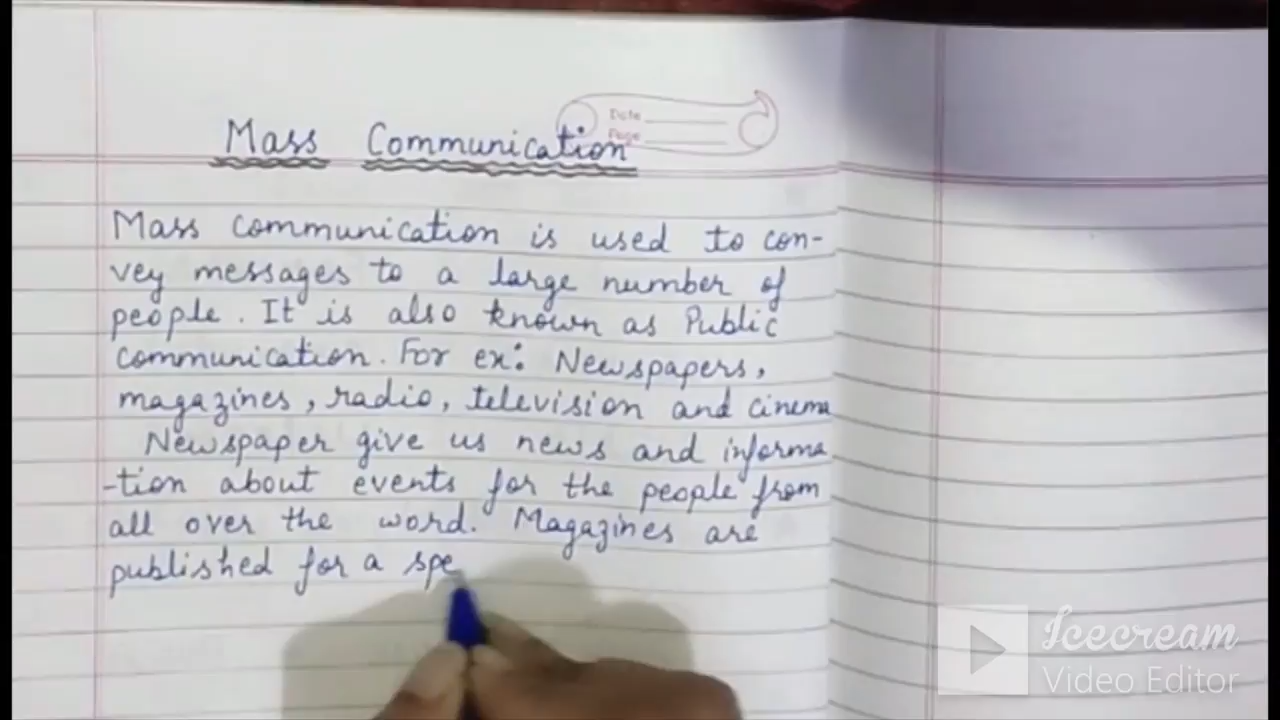 Date
Page
Mass Communication
Mass communication is used to con-
vey messages to a large number of
people. It is also known as Public
communication. For ex: Newspapers,
magazines, radio, television and cinema
Newspaper give us news and informa
-tion about events for the people from
all over the word. Magazines are
published for a spe
Icecream
Video Editor